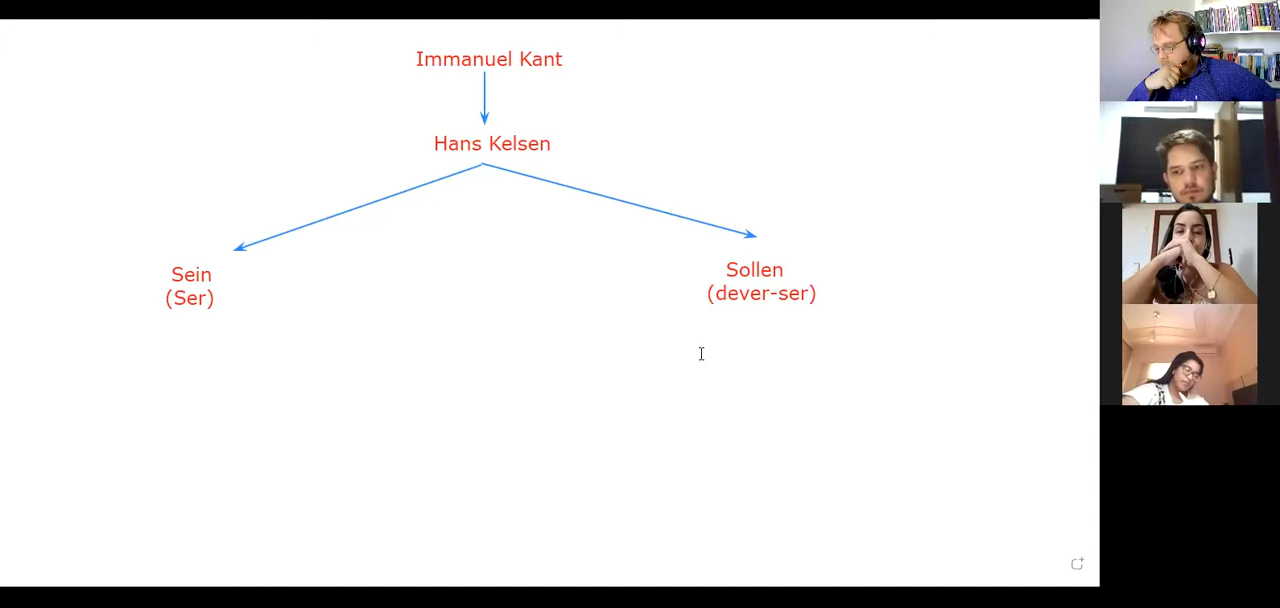 Immanuel Kant
Hans Kelsen
Sein
(Ser)
Sollen
(dever-ser)